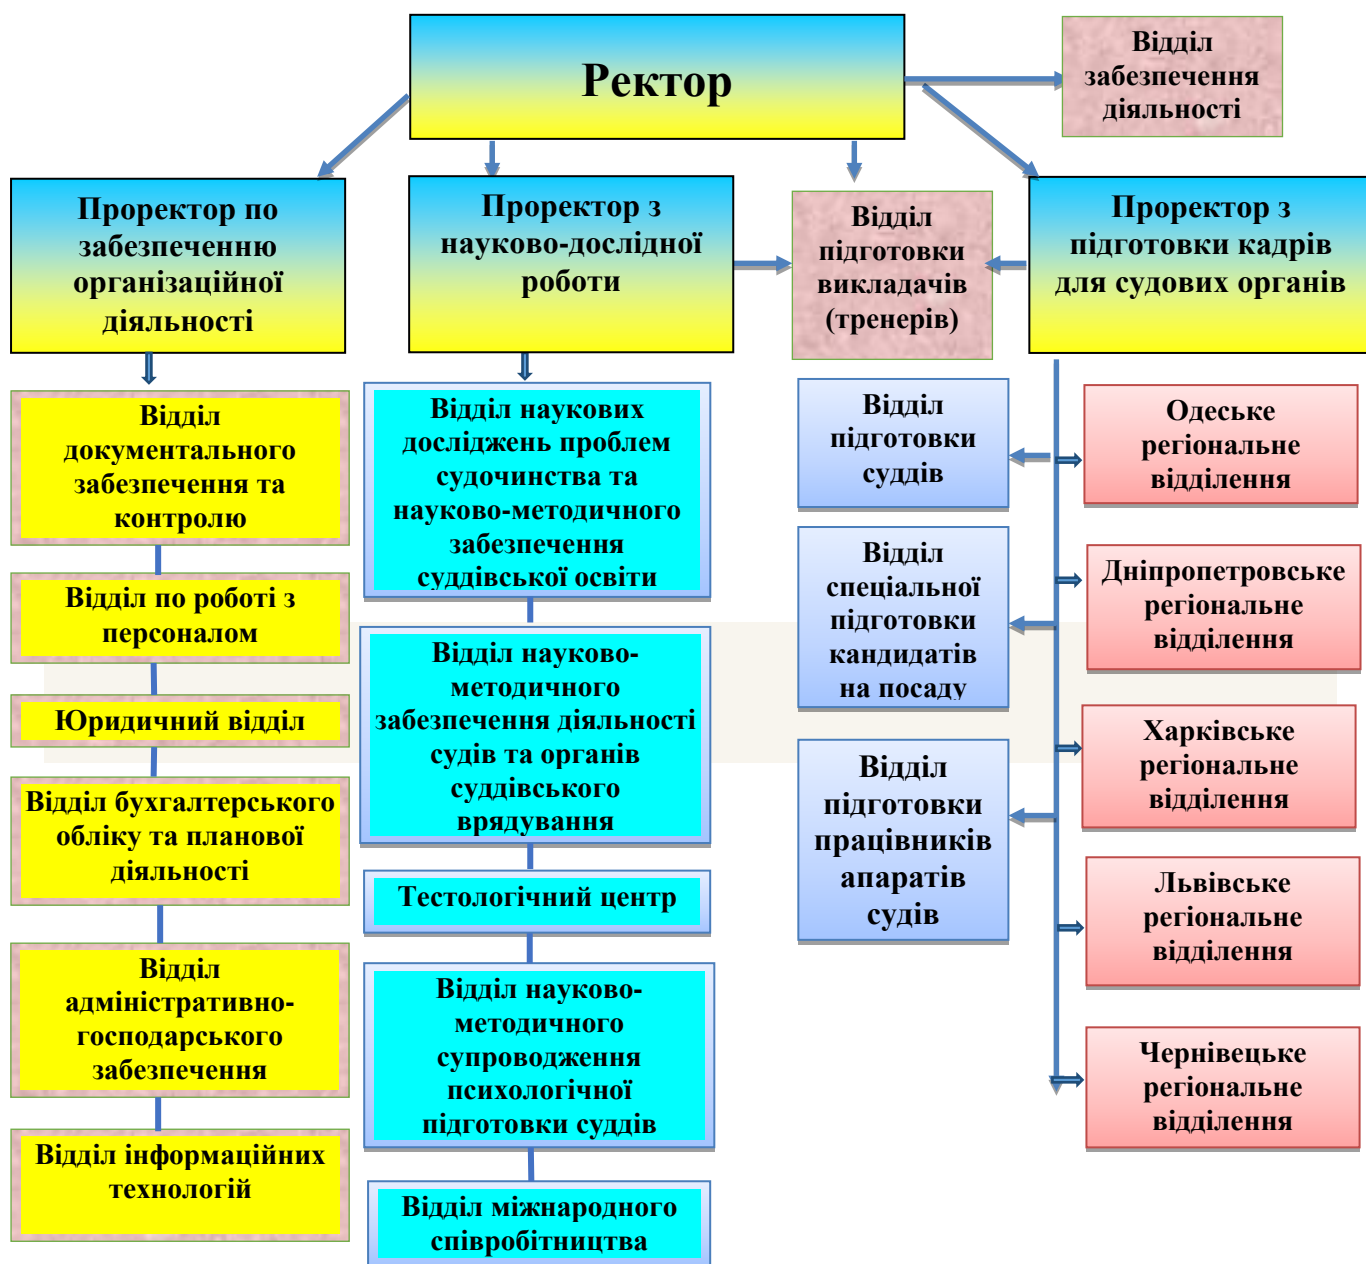 Ректор
Відділ
забезпечення
діяльності
Проректор по
забезпеченню
організаційної
діяльності
Проректор з
науково-дослідної
роботи
Відділ
підготовки
викладачів
(тренерів)
Проректор з
підготовки кадрів
для судових органів
Відділ
документального
забезпечення та
контролю
Відділ по роботі з
персоналом
Юридичний відділ
Відділ бухгалтерського
обліку та планової
діяльності
Відділ
адміністративно-
господарського
забезпечення
Відділ інформаційних
технологій
Відділ наукових
досліджень проблем
судочинства та
науково-методичного
забезпечення
суддівської освіти
Відділ науково-
методичного
забезпечення діяльності
судів та органів
суддівського
врядування
Тестологічний центр
Відділ науково-
методичного
супроводження
психологічної
підготовки суддів
Відділ міжнародного
співробітництва
Відділ
підготовки
суддів
Відділ
спеціальної
підготовки
кандидатів
на посаду
Відділ
підготовки
працівників
апаратів
судів
Одеське
регіональне
відділення
Дніпропетровське
регіональне
відділення
Харківське
регіональне
відділення
Львівське
регіональне
відділення
Чернівецьке
регіональне
відділення